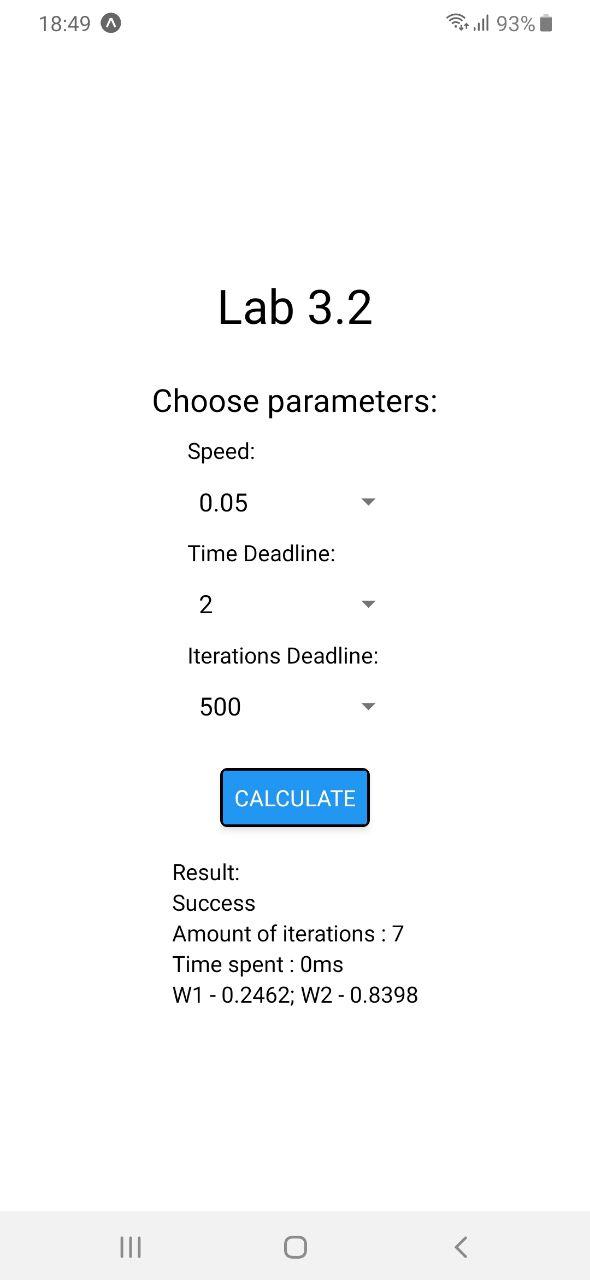 18:49 93%
Lab 3.2
Choose parameters:
Speed:
0.05
Time Deadline:
2
Iterations Deadline:
500
CALCULATE
Result:
Success
Amount of iterations : 7
Time spent : 0ms
W1 - 0.2462; W2 - 0.8398